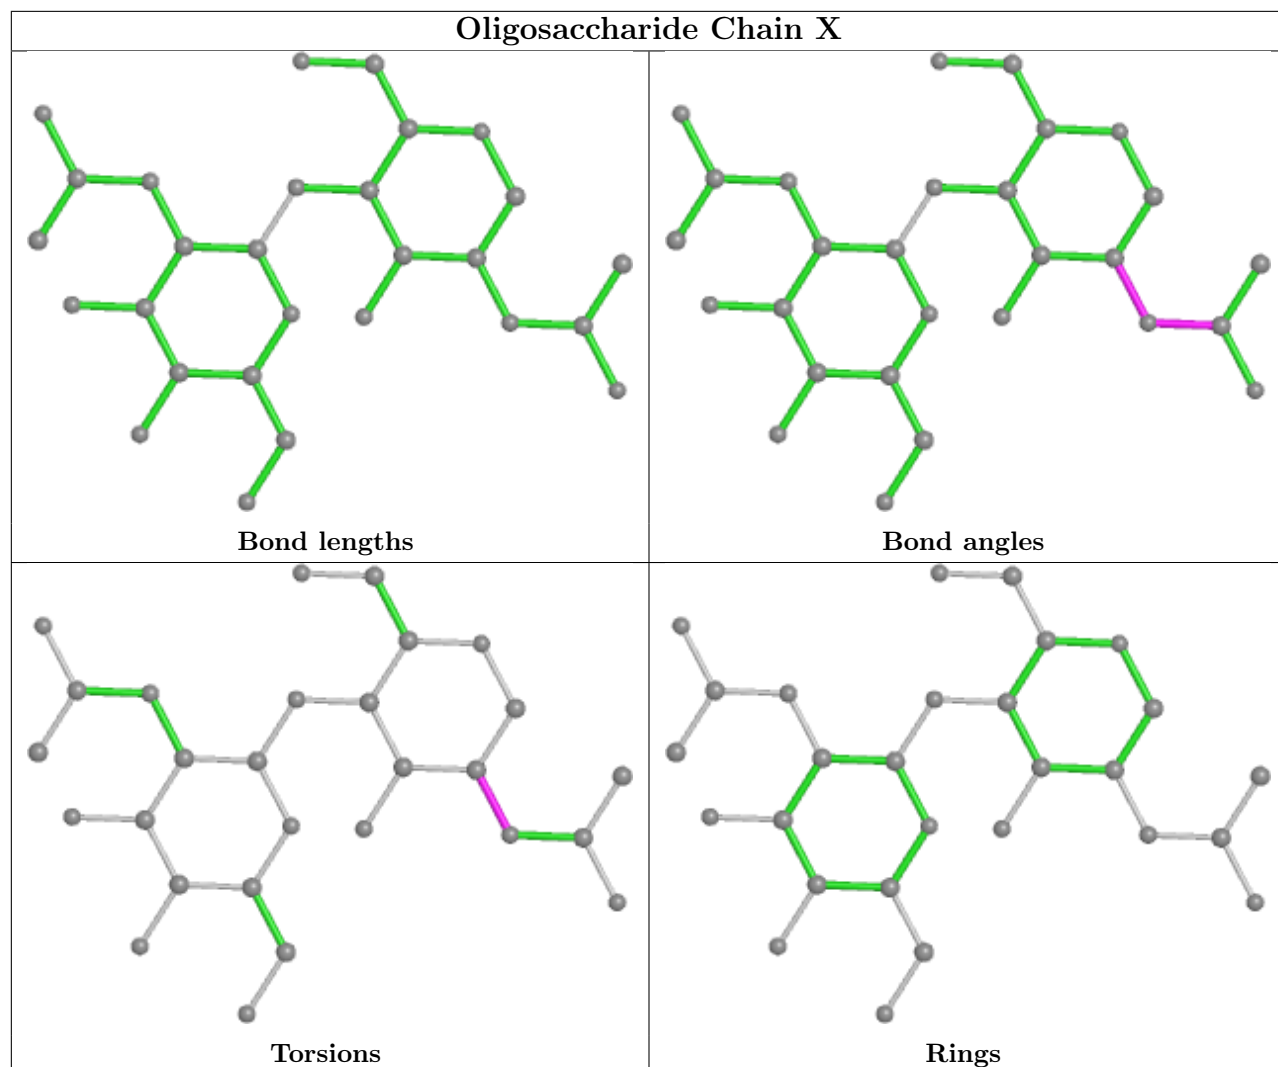 Oligosaccharide Chain X
Bond lengths
Bond angles
Torsions
Rings